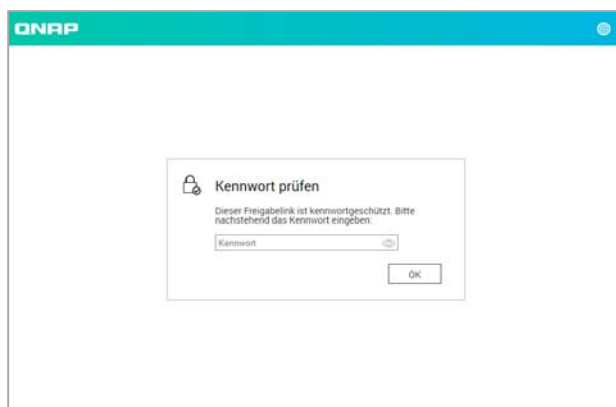 QNAP
Kennwort prüfen
Dieser Freigabelink ist kennwortgeschützt. Bitte
nachstehend das Kennwort eingeben:
Kennwort
OK